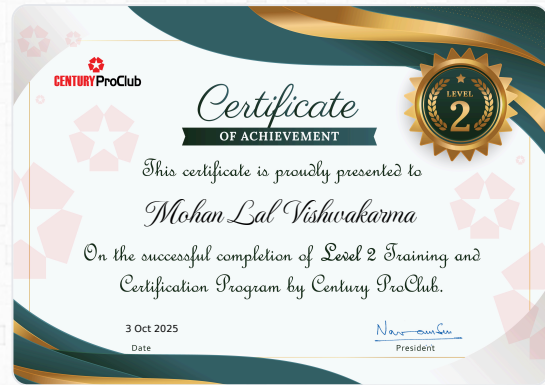 CENTURY ProClub
Certificate
OF ACHIEVEMENT
LEVEL
2
This certificate is proudly presented to
Mohan Lal Vishwakarma
On the successful completion of Level 2 Training and
Certification Program by Century ProClub.
3 Oct 2025
Date
President